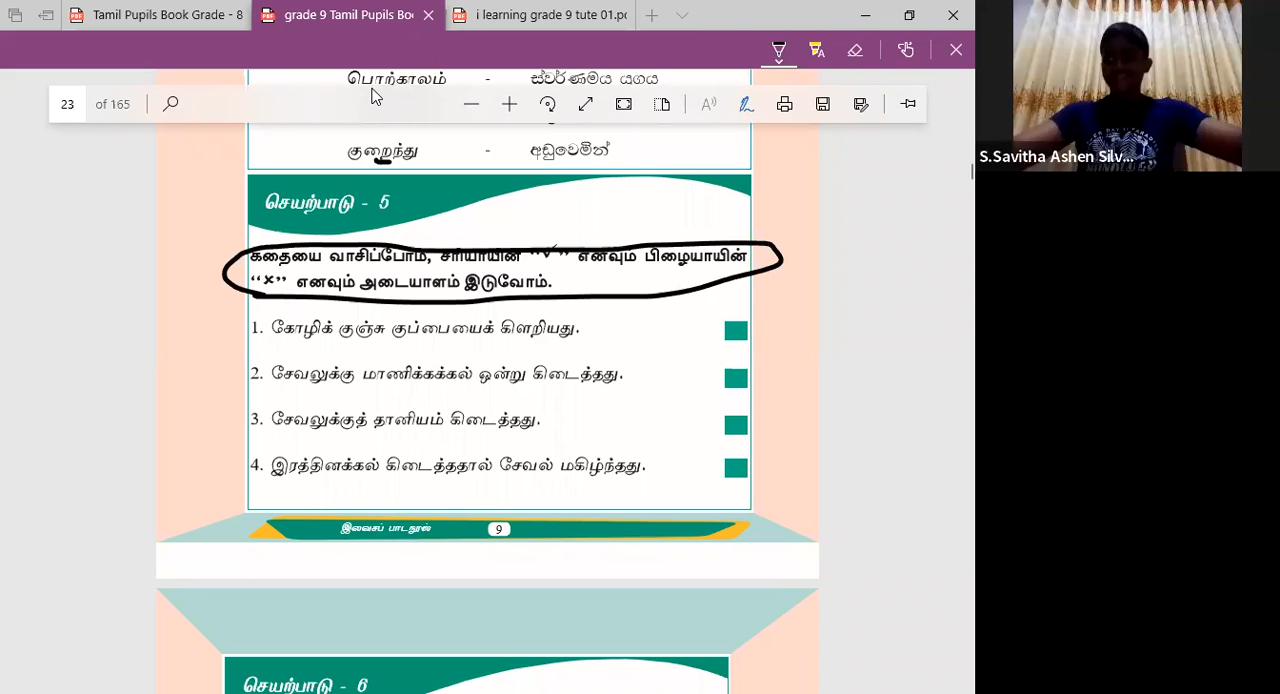 Tamil Pupils Book Grade - 8
grade 9 Tamil Pupils Boo
i learning grade 9 tute 01.pd
பொற்காலம் - ස්වර්ණමය යුගය
23 of 165
குறைந்து - අඩුවෙමින්
S.Savitha Ashen Silv...
செயற்பாடு - 5
கதையை வாசிப்போம், சரியாயின் “✓” எனவும் பிழையாயின்
“×” எனவும் அடையாளம் இடுவோம்.
1. கோழிக் குஞ்சு குப்பையைக் கிளறியது.
2. சேவலுக்கு மாணிக்கக்கல் ஒன்று கிடைத்தது.
3. சேவலுக்குத் தானியம் கிடைத்தது.
4. இரத்தினக்கல் கிடைத்ததால் சேவல் மகிழ்ந்தது.
இலவசப் பாடநூல் 9
செயற்பாடு - 6